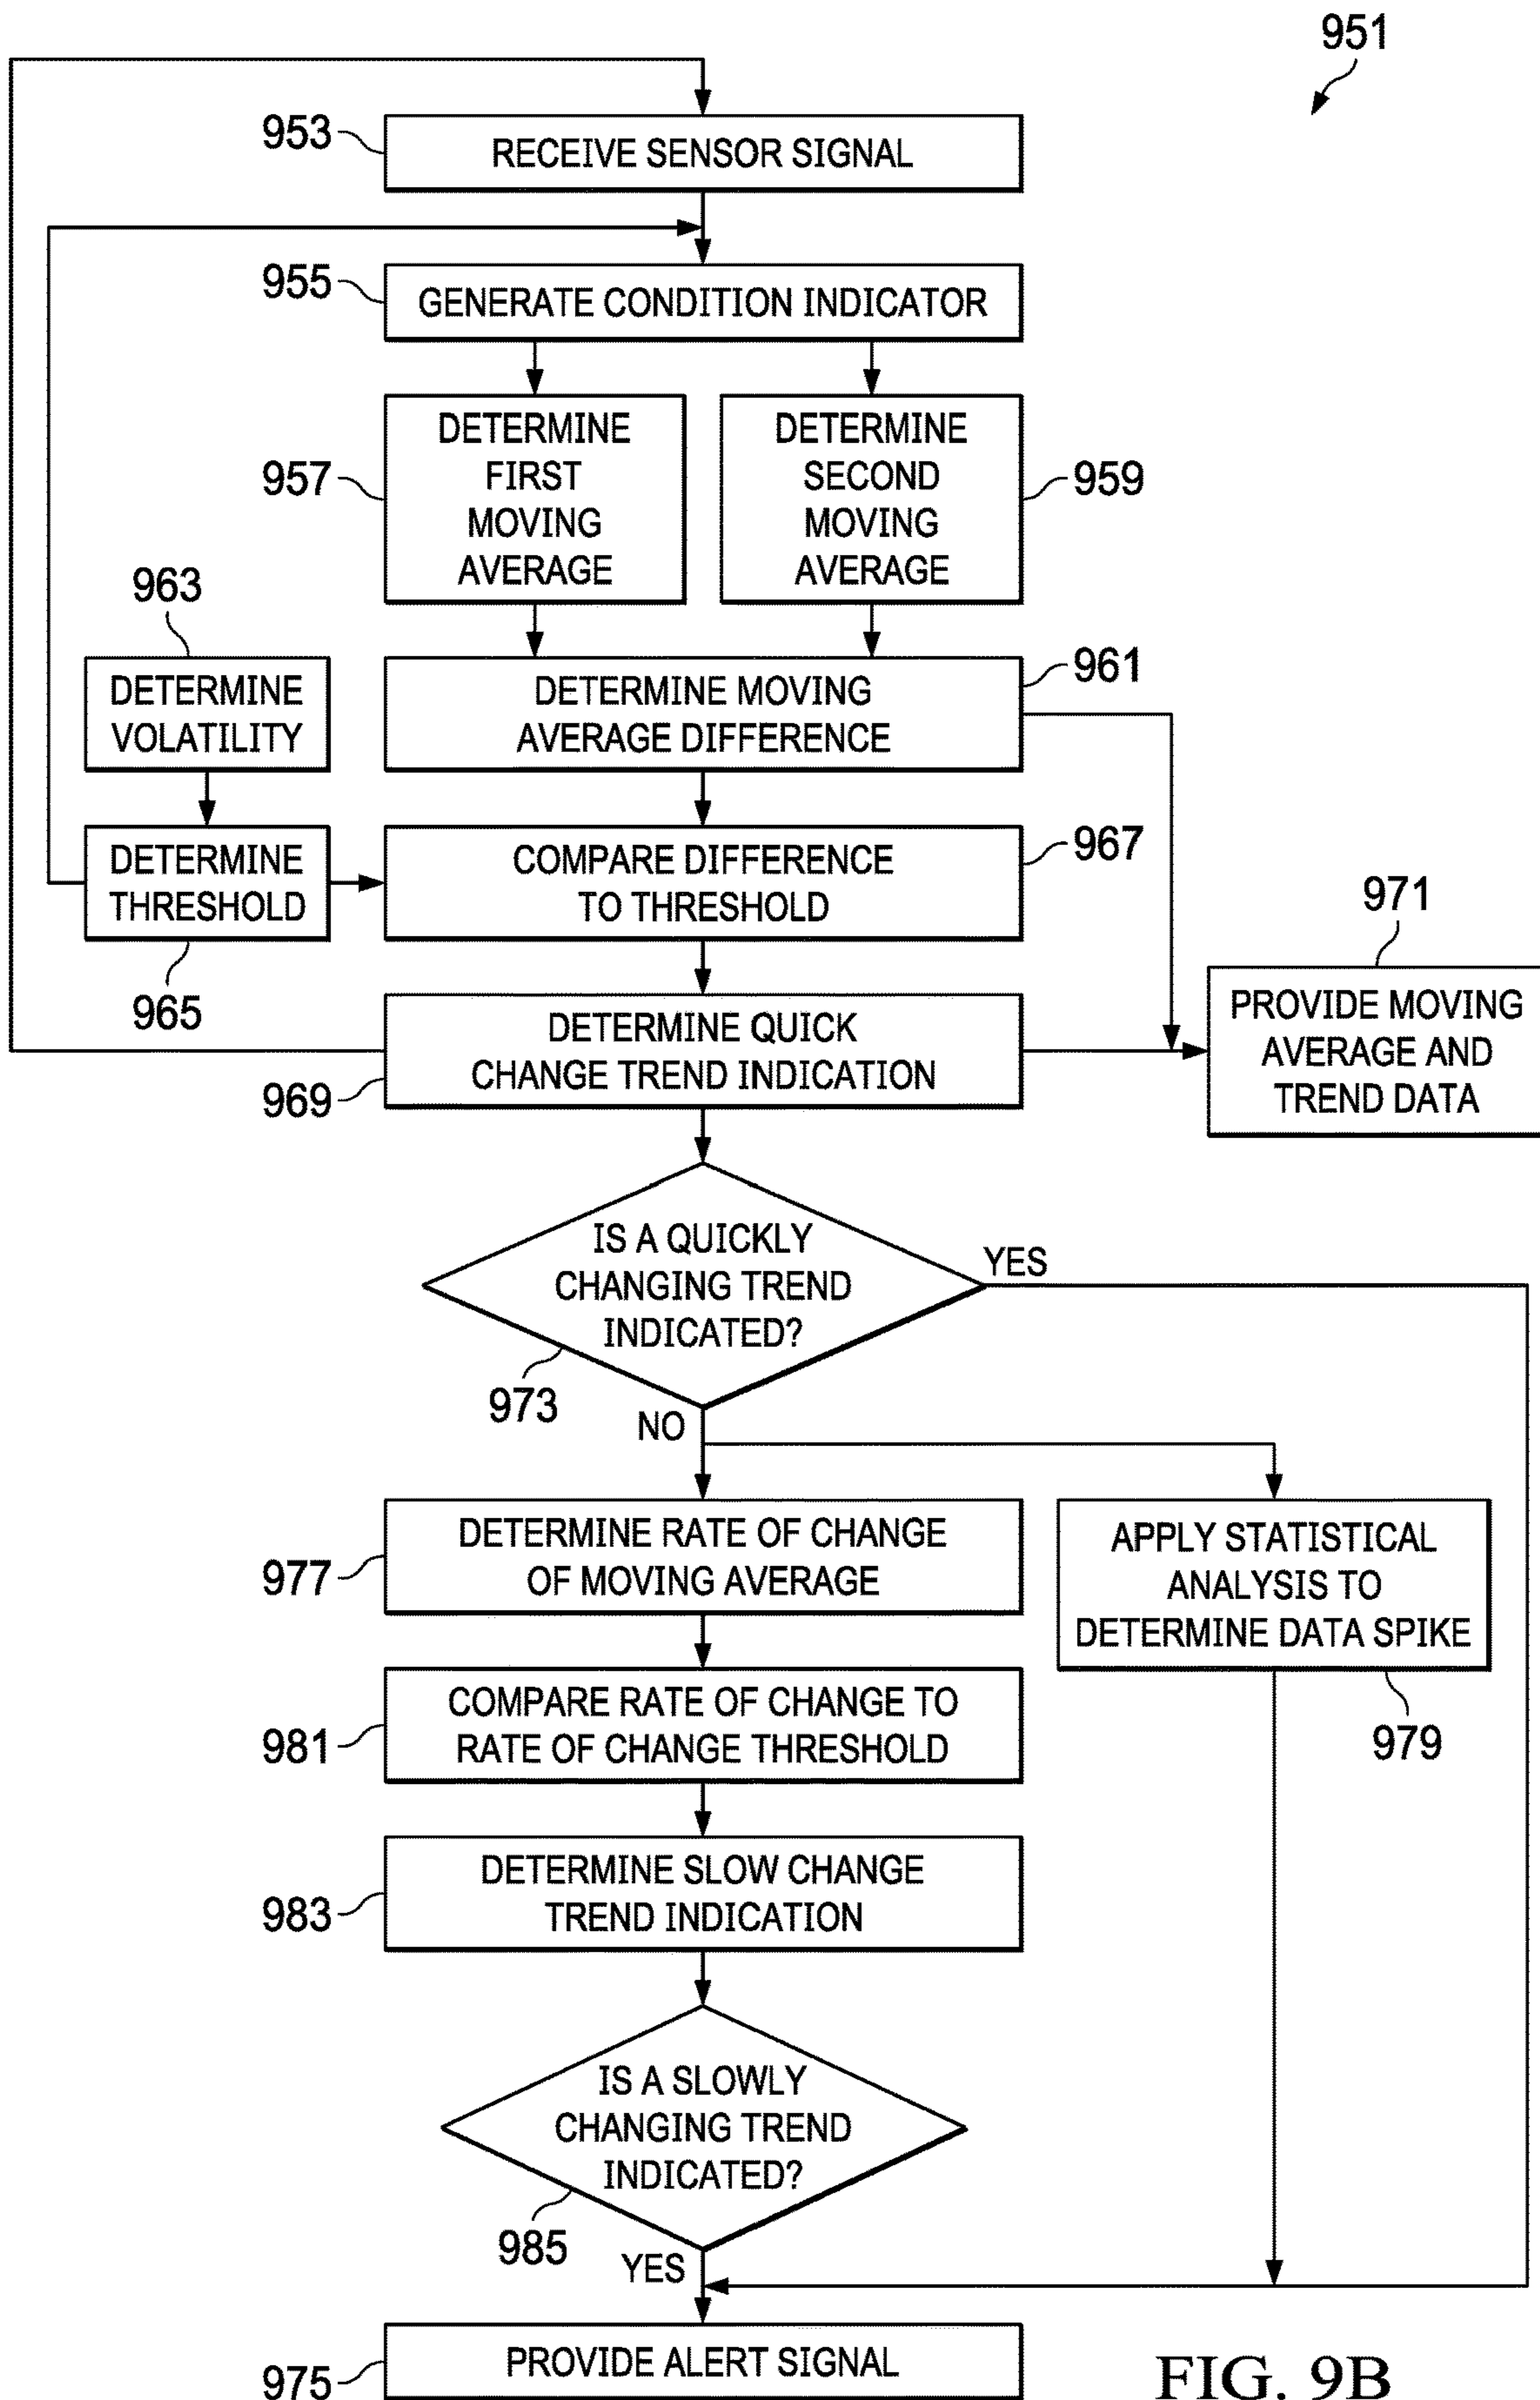 951
953
RECEIVE SENSOR SIGNAL
955
GENERATE CONDITION INDICATOR
957
DETERMINE
FIRST
MOVING
AVERAGE
DETERMINE
SECOND
MOVING
AVERAGE
959
963
DETERMINE
VOLATILITY
DETERMINE MOVING
AVERAGE DIFFERENCE
961
DETERMINE
THRESHOLD
965
COMPARE DIFFERENCE
TO THRESHOLD
967
971
PROVIDE MOVING
AVERAGE AND
TREND DATA
DETERMINE QUICK
CHANGE TREND INDICATION
969
IS A QUICKLY
CHANGING TREND
INDICATED?
YES
973
NO
977
DETERMINE RATE OF CHANGE
OF MOVING AVERAGE
APPLY STATISTICAL
ANALYSIS TO
DETERMINE DATA SPIKE
979
981
COMPARE RATE OF CHANGE TO
RATE OF CHANGE THRESHOLD
983
DETERMINE SLOW CHANGE
TREND INDICATION
IS A SLOWLY
CHANGING TREND
INDICATED?
985
YES
975
PROVIDE ALERT SIGNAL
FIG. 9B